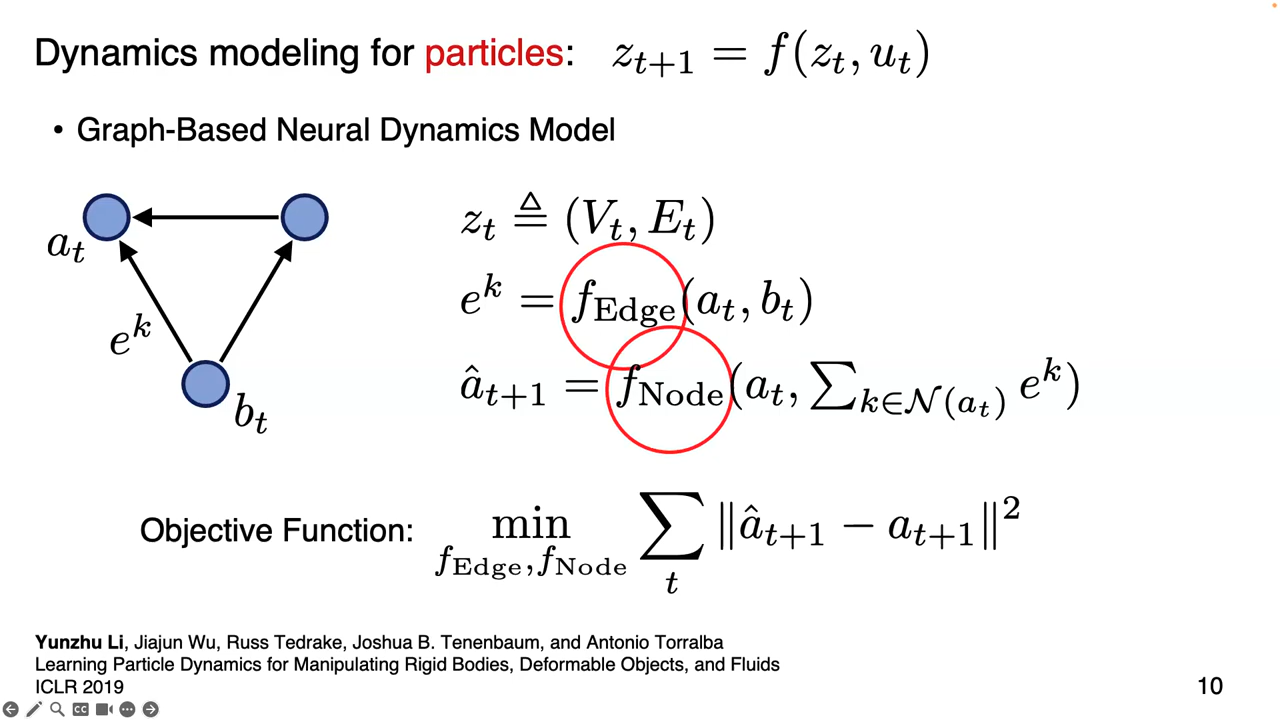 Dynamics modeling for particles: z_{t+1} = f(z_t, u_t)
• Graph-Based Neural Dynamics Model
a_t
e^k
b_t
z_t ≜ (V_t, E_t)
e^k = f_Edge(a_t, b_t)
â_{t+1} = f_Node(a_t, ∑_{k∈𝒩(a_t)} e^k)
Objective Function: min_{f_Edge, f_Node} ∑_t ‖â_{t+1} − a_{t+1}‖²
Yunzhu Li, Jiajun Wu, Russ Tedrake, Joshua B. Tenenbaum, and Antonio Torralba
Learning Particle Dynamics for Manipulating Rigid Bodies, Deformable Objects, and Fluids
ICLR 2019
10
CC